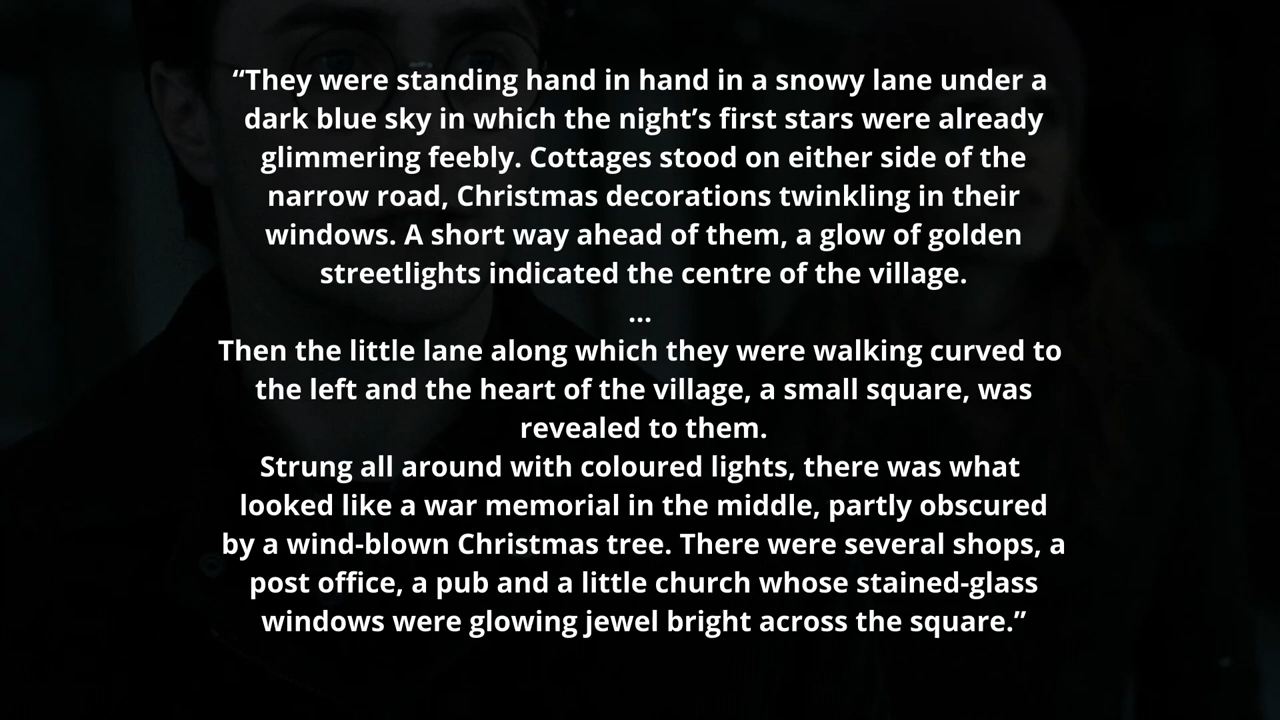 “They were standing hand in hand in a snowy lane under a
dark blue sky in which the night’s first stars were already
glimmering feebly. Cottages stood on either side of the
narrow road, Christmas decorations twinkling in their
windows. A short way ahead of them, a glow of golden
streetlights indicated the centre of the village.
...
Then the little lane along which they were walking curved to
the left and the heart of the village, a small square, was
revealed to them.
Strung all around with coloured lights, there was what
looked like a war memorial in the middle, partly obscured
by a wind-blown Christmas tree. There were several shops, a
post office, a pub and a little church whose stained-glass
windows were glowing jewel bright across the square.”